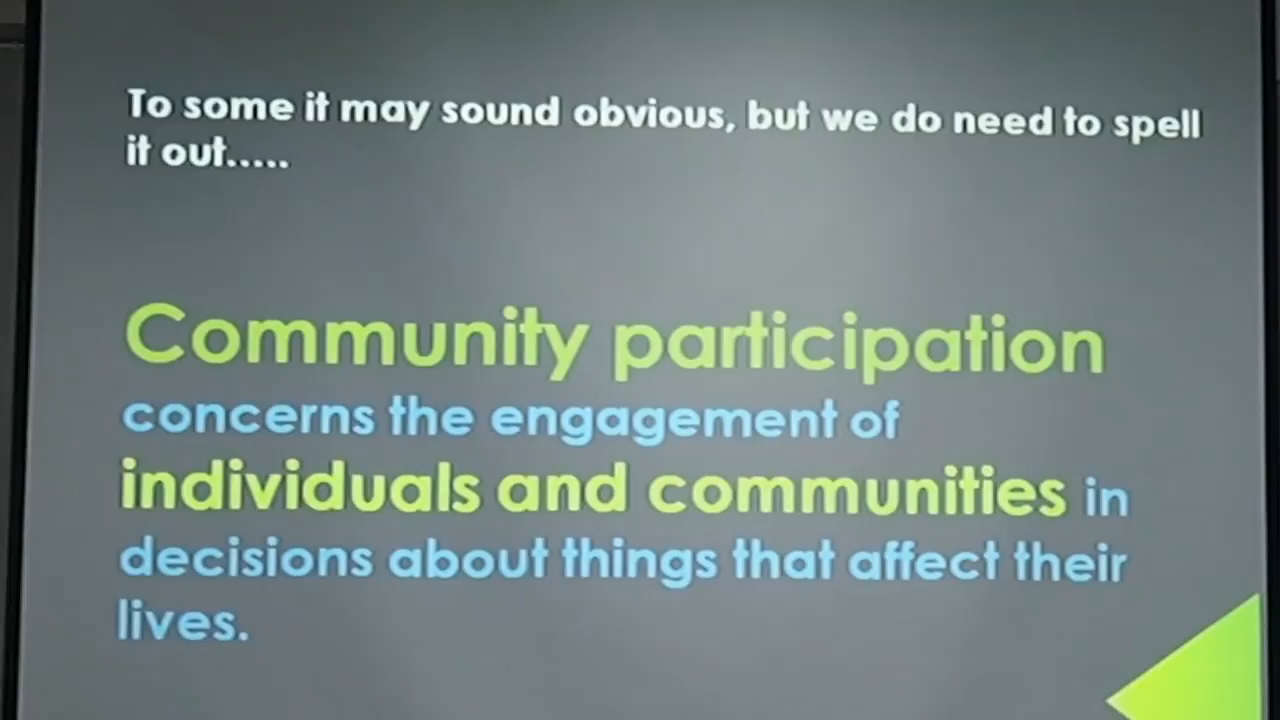 To some it may sound obvious, but we do need to spell
it out.....
Community participation
concerns the engagement of
individuals and communities in
decisions about things that affect their
lives.